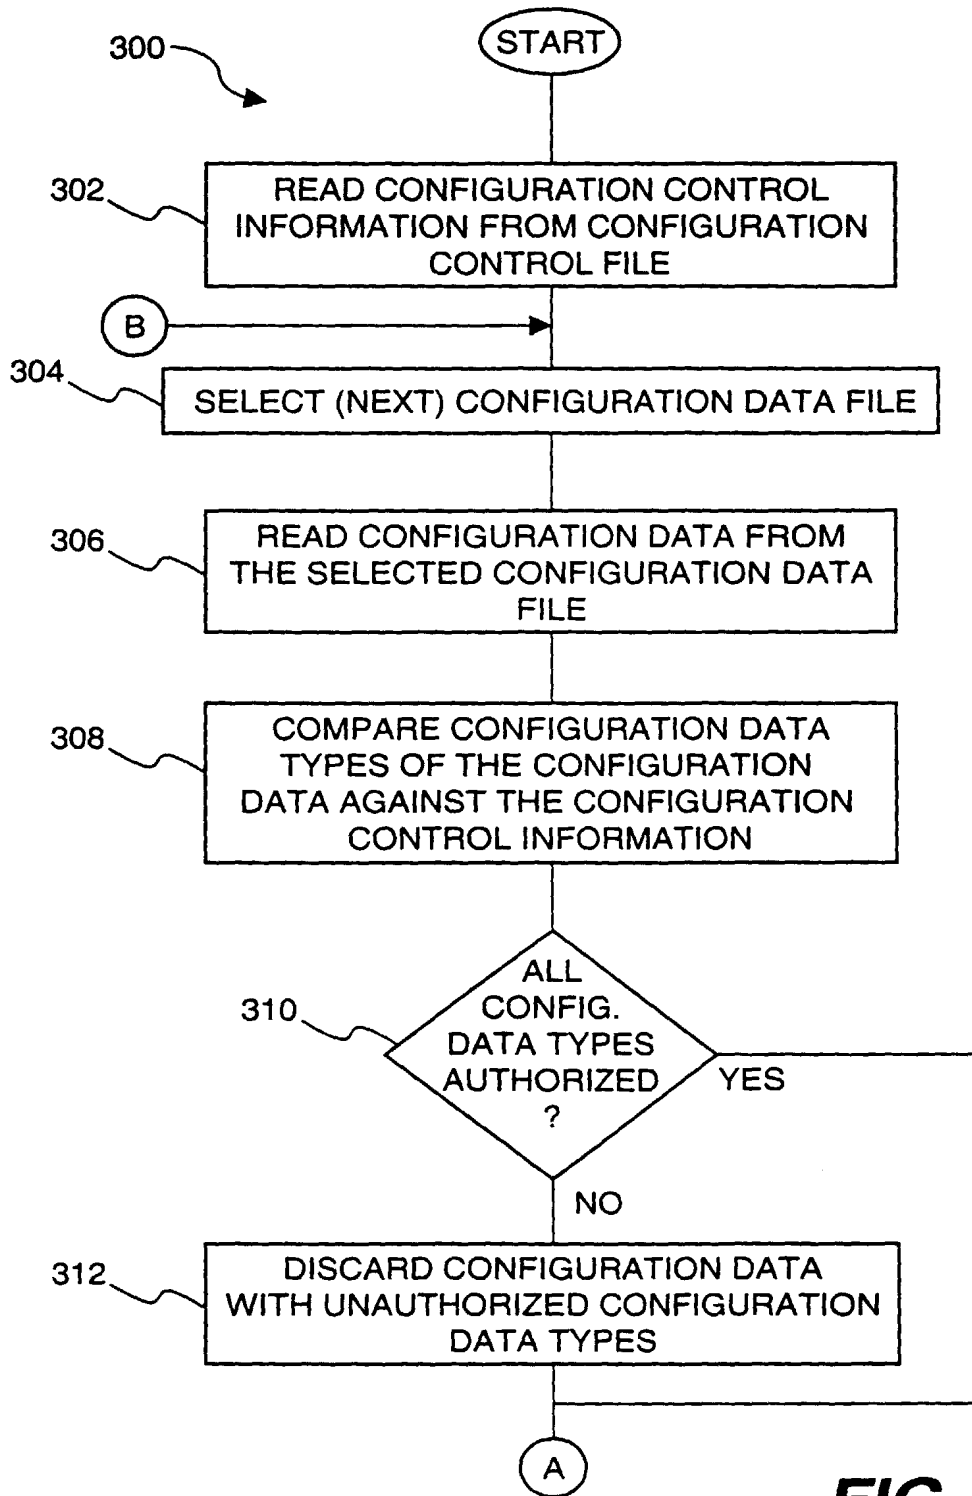 START
300
302
READ CONFIGURATION CONTROL
INFORMATION FROM CONFIGURATION
CONTROL FILE
B
304
SELECT (NEXT) CONFIGURATION DATA FILE
306
READ CONFIGURATION DATA FROM
THE SELECTED CONFIGURATION DATA
FILE
308
COMPARE CONFIGURATION DATA
TYPES OF THE CONFIGURATION
DATA AGAINST THE CONFIGURATION
CONTROL INFORMATION
310
ALL
CONFIG.
DATA TYPES
AUTHORIZED
?
YES
NO
312
DISCARD CONFIGURATION DATA
WITH UNAUTHORIZED CONFIGURATION
DATA TYPES
A
FIG